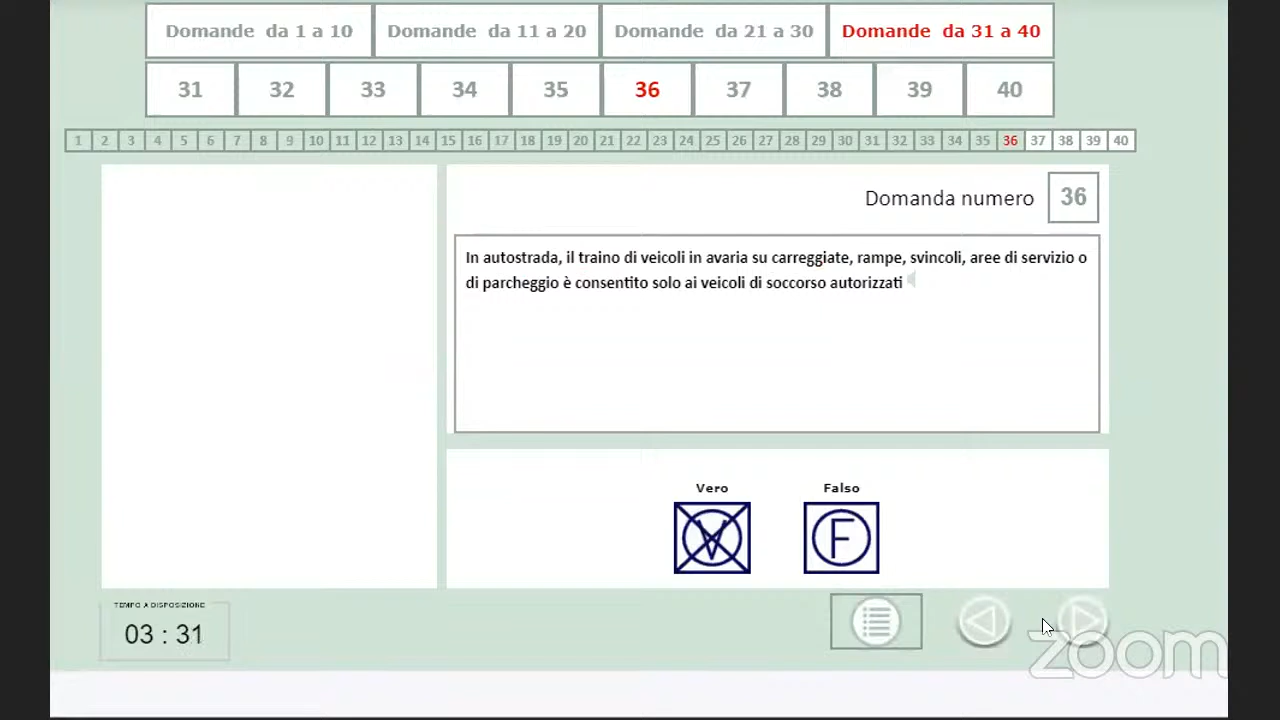 Domande da 1 a 10 Domande da 11 a 20 Domande da 21 a 30 Domande da 31 a 40
31 32 33 34 35 36 37 38 39 40
1 2 3 4 5 6 7 8 9 10 11 12 13 14 15 16 17 18 19 20 21 22 23 24 25 26 27 28 29 30 31 32 33 34 35 36 37 38 39 40
Domanda numero 36
In autostrada, il traino di veicoli in avaria su carreggiate, rampe, svincoli, aree di servizio o
di parcheggio è consentito solo ai veicoli di soccorso autorizzati
Vero Falso
V F
TEMPO A DISPOSIZIONE
03 : 31
zoom